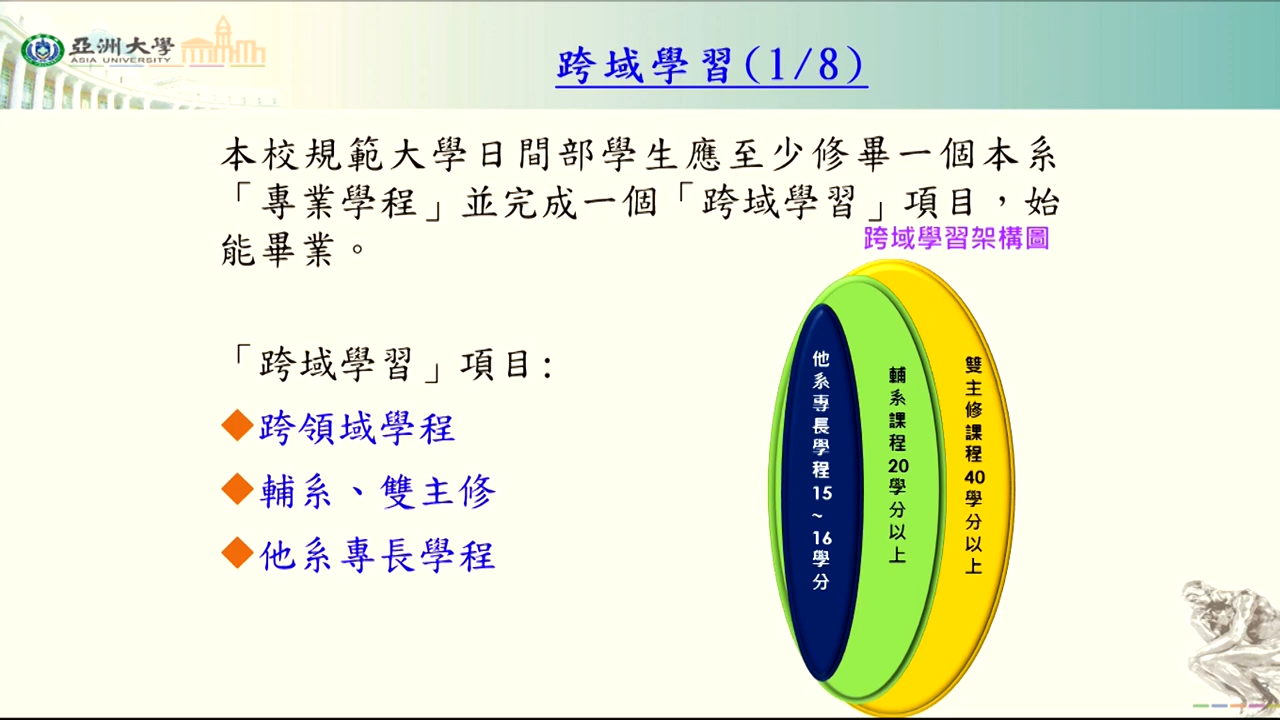 亞洲大學
ASIA UNIVERSITY
跨域學習(1/8)
本校規範大學日間部學生應至少修畢一個本系
「專業學程」並完成一個「跨域學習」項目，始
能畢業。
跨域學習架構圖
「跨域學習」項目:
跨領域學程
輔系、雙主修
他系專長學程
他系專長學程15~16學分
輔系課程20學分以上
雙主修課程40學分以上